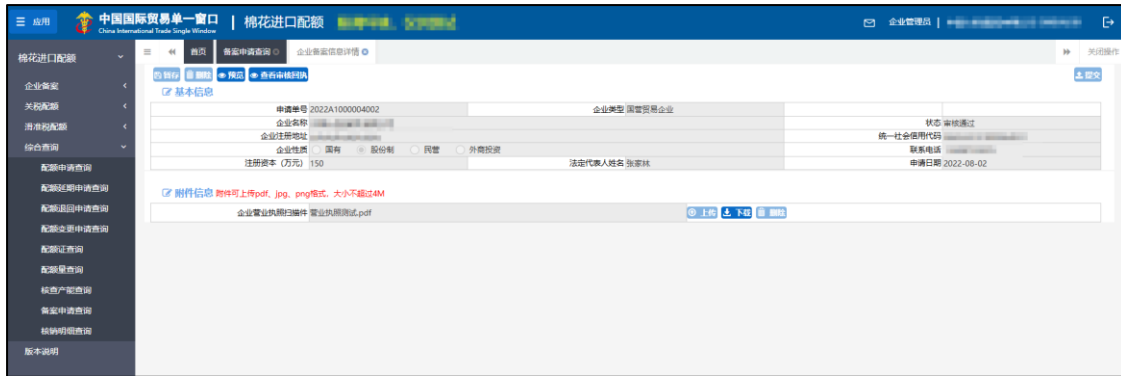 应用 中国国际贸易单一窗口 | 棉花进口配额 企业管理员 |
China International Trade Single Window
棉花进口配额 首页 备案申请查询 企业备案信息详情 关闭操作
暂存 删除 预览 查看审核回执 提交
企业备案
关税配额
滑准税配额
综合查询
配额申请查询
配额延期申请查询
配额退回申请查询
配额变更申请查询
配额证查询
配额量查询
核查产能查询
备案申请查询
核销明细查询
版本说明
基本信息
申请单号 2022A1000004002 企业类型 国营贸易企业
企业名称 状态 审核通过
企业注册地址 统一社会信用代码
企业性质 国有 股份制 民营 外商投资 联系电话
注册资本（万元） 150 法定代表人姓名 张家林 申请日期 2022-08-02
附件信息 附件可上传pdf，jpg，png格式，大小不超过4M
企业营业执照扫描件 营业执照测试.pdf 上传 下载 删除